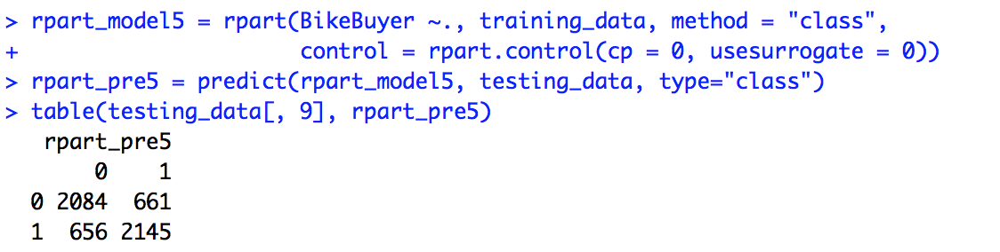 > rpart_model5 = rpart(BikeBuyer ~., training_data, method = "class",
+                     control = rpart.control(cp = 0, usesurrogate = 0))
> rpart_pre5 = predict(rpart_model5, testing_data, type="class")
> table(testing_data[, 9], rpart_pre5)
   rpart_pre5
       0    1
  0 2084  661
  1  656 2145